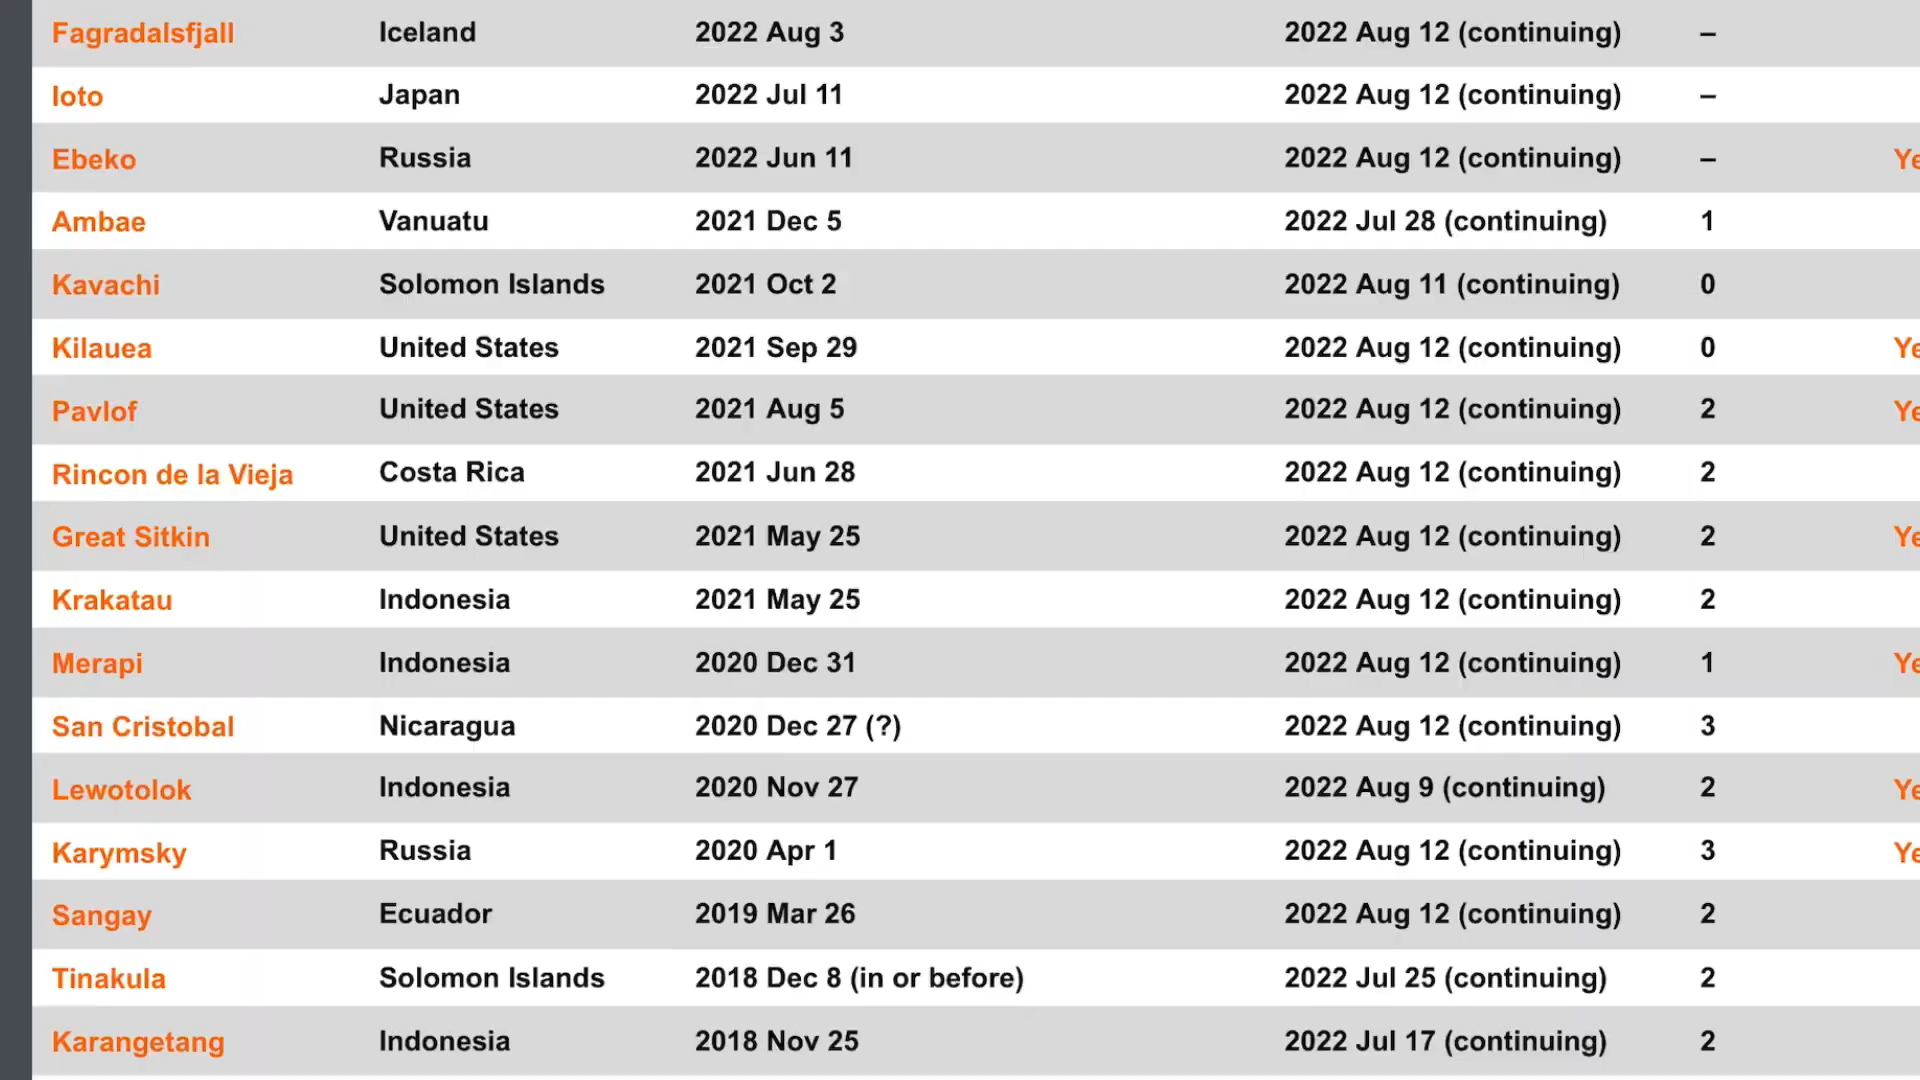 Fagradalsfjall Iceland 2022 Aug 3 2022 Aug 12 (continuing) –
Ioto Japan 2022 Jul 11 2022 Aug 12 (continuing) –
Ebeko Russia 2022 Jun 11 2022 Aug 12 (continuing) – Ye
Ambae Vanuatu 2021 Dec 5 2022 Jul 28 (continuing) 1
Kavachi Solomon Islands 2021 Oct 2 2022 Aug 11 (continuing) 0
Kilauea United States 2021 Sep 29 2022 Aug 12 (continuing) 0 Ye
Pavlof United States 2021 Aug 5 2022 Aug 12 (continuing) 2 Ye
Rincon de la Vieja Costa Rica 2021 Jun 28 2022 Aug 12 (continuing) 2
Great Sitkin United States 2021 May 25 2022 Aug 12 (continuing) 2 Ye
Krakatau Indonesia 2021 May 25 2022 Aug 12 (continuing) 2
Merapi Indonesia 2020 Dec 31 2022 Aug 12 (continuing) 1 Ye
San Cristobal Nicaragua 2020 Dec 27 (?) 2022 Aug 12 (continuing) 3
Lewotolok Indonesia 2020 Nov 27 2022 Aug 9 (continuing) 2 Ye
Karymsky Russia 2020 Apr 1 2022 Aug 12 (continuing) 3 Ye
Sangay Ecuador 2019 Mar 26 2022 Aug 12 (continuing) 2
Tinakula Solomon Islands 2018 Dec 8 (in or before) 2022 Jul 25 (continuing) 2
Karangetang Indonesia 2018 Nov 25 2022 Jul 17 (continuing) 2